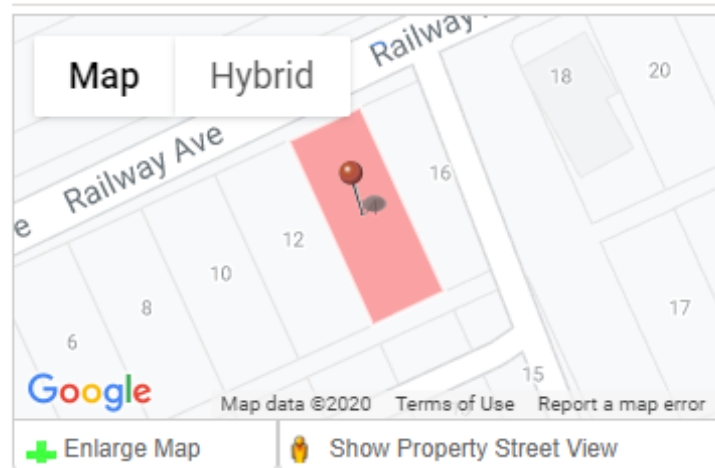 Map Hybrid
Railway
Railway Ave
e
18
20
16
12
10
8
6
17
15
Google
Map data ©2020 Terms of Use Report a map error
Enlarge Map Show Property Street View